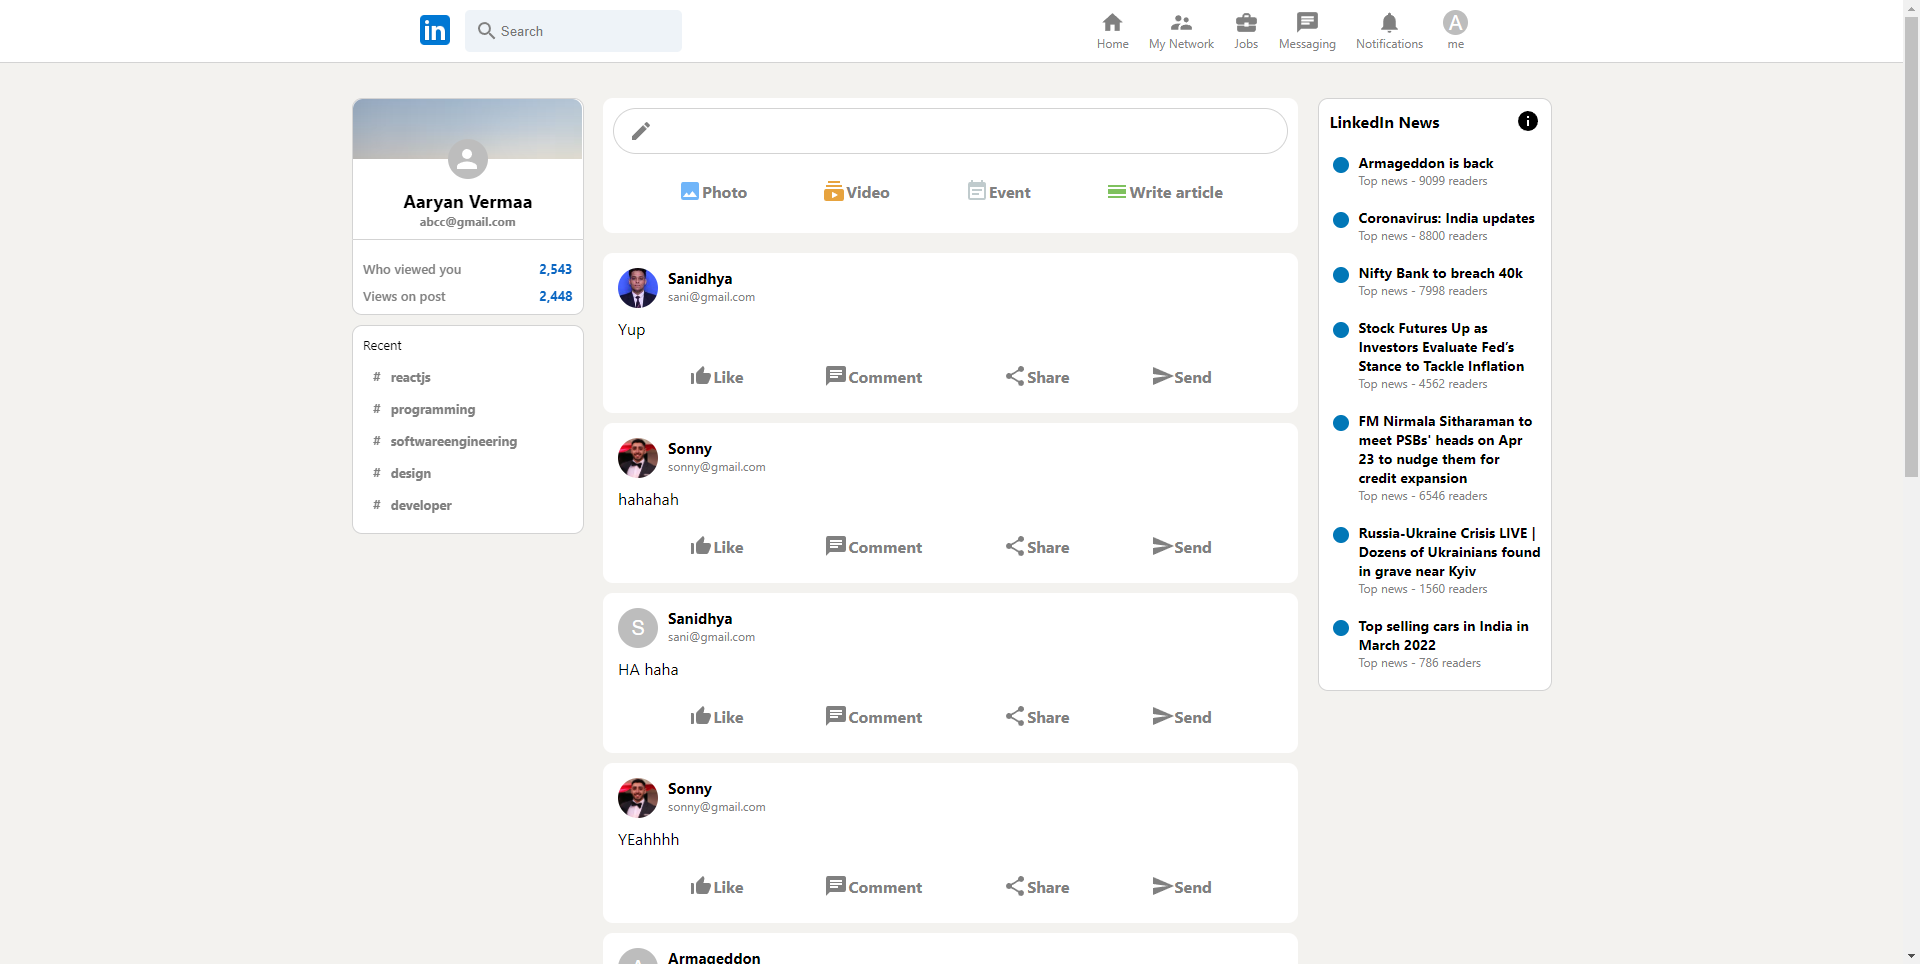 in
Search
Home
My Network
Jobs
Messaging
Notifications
A
me
Aaryan Vermaa
abcc@gmail.com
Who viewed you 2,543
Views on post 2,448
Recent
# reactjs
# programming
# softwareengineering
# design
# developer
Photo
Video
Event
Write article
Sanidhya
sani@gmail.com
Yup
Like
Comment
Share
Send
Sonny
sonny@gmail.com
hahahah
Like
Comment
Share
Send
S
Sanidhya
sani@gmail.com
HA haha
Like
Comment
Share
Send
Sonny
sonny@gmail.com
YEahhhh
Like
Comment
Share
Send
Armageddon
LinkedIn News
Armageddon is back
Top news - 9099 readers
Coronavirus: India updates
Top news - 8800 readers
Nifty Bank to breach 40k
Top news - 7998 readers
Stock Futures Up as
Investors Evaluate Fed’s
Stance to Tackle Inflation
Top news - 4562 readers
FM Nirmala Sitharaman to
meet PSBs' heads on Apr
23 to nudge them for
credit expansion
Top news - 6546 readers
Russia-Ukraine Crisis LIVE |
Dozens of Ukrainians found
in grave near Kyiv
Top news - 1560 readers
Top selling cars in India in
March 2022
Top news - 786 readers